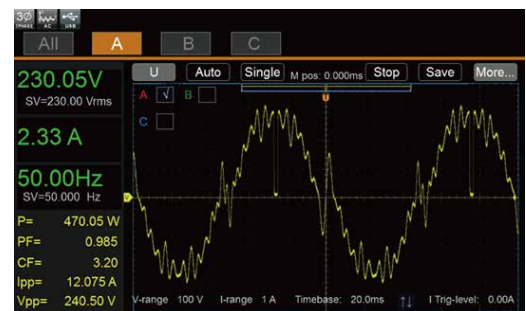 3Ø AC USB
3PHASE
All A B C
230.05V
SV=230.00 Vrms
2.33 A
50.00Hz
SV=50.000 Hz
P= 470.05 W
PF= 0.985
CF= 3.20
Ipp= 12.075 A
Vpp= 240.50 V
U Auto Single M pos: 0.000ms Stop Save More...
A √ B
C
V-range 100 V I-range 1 A Timebase: 20.0ms ↑↓ I Trig-level: 0.00A